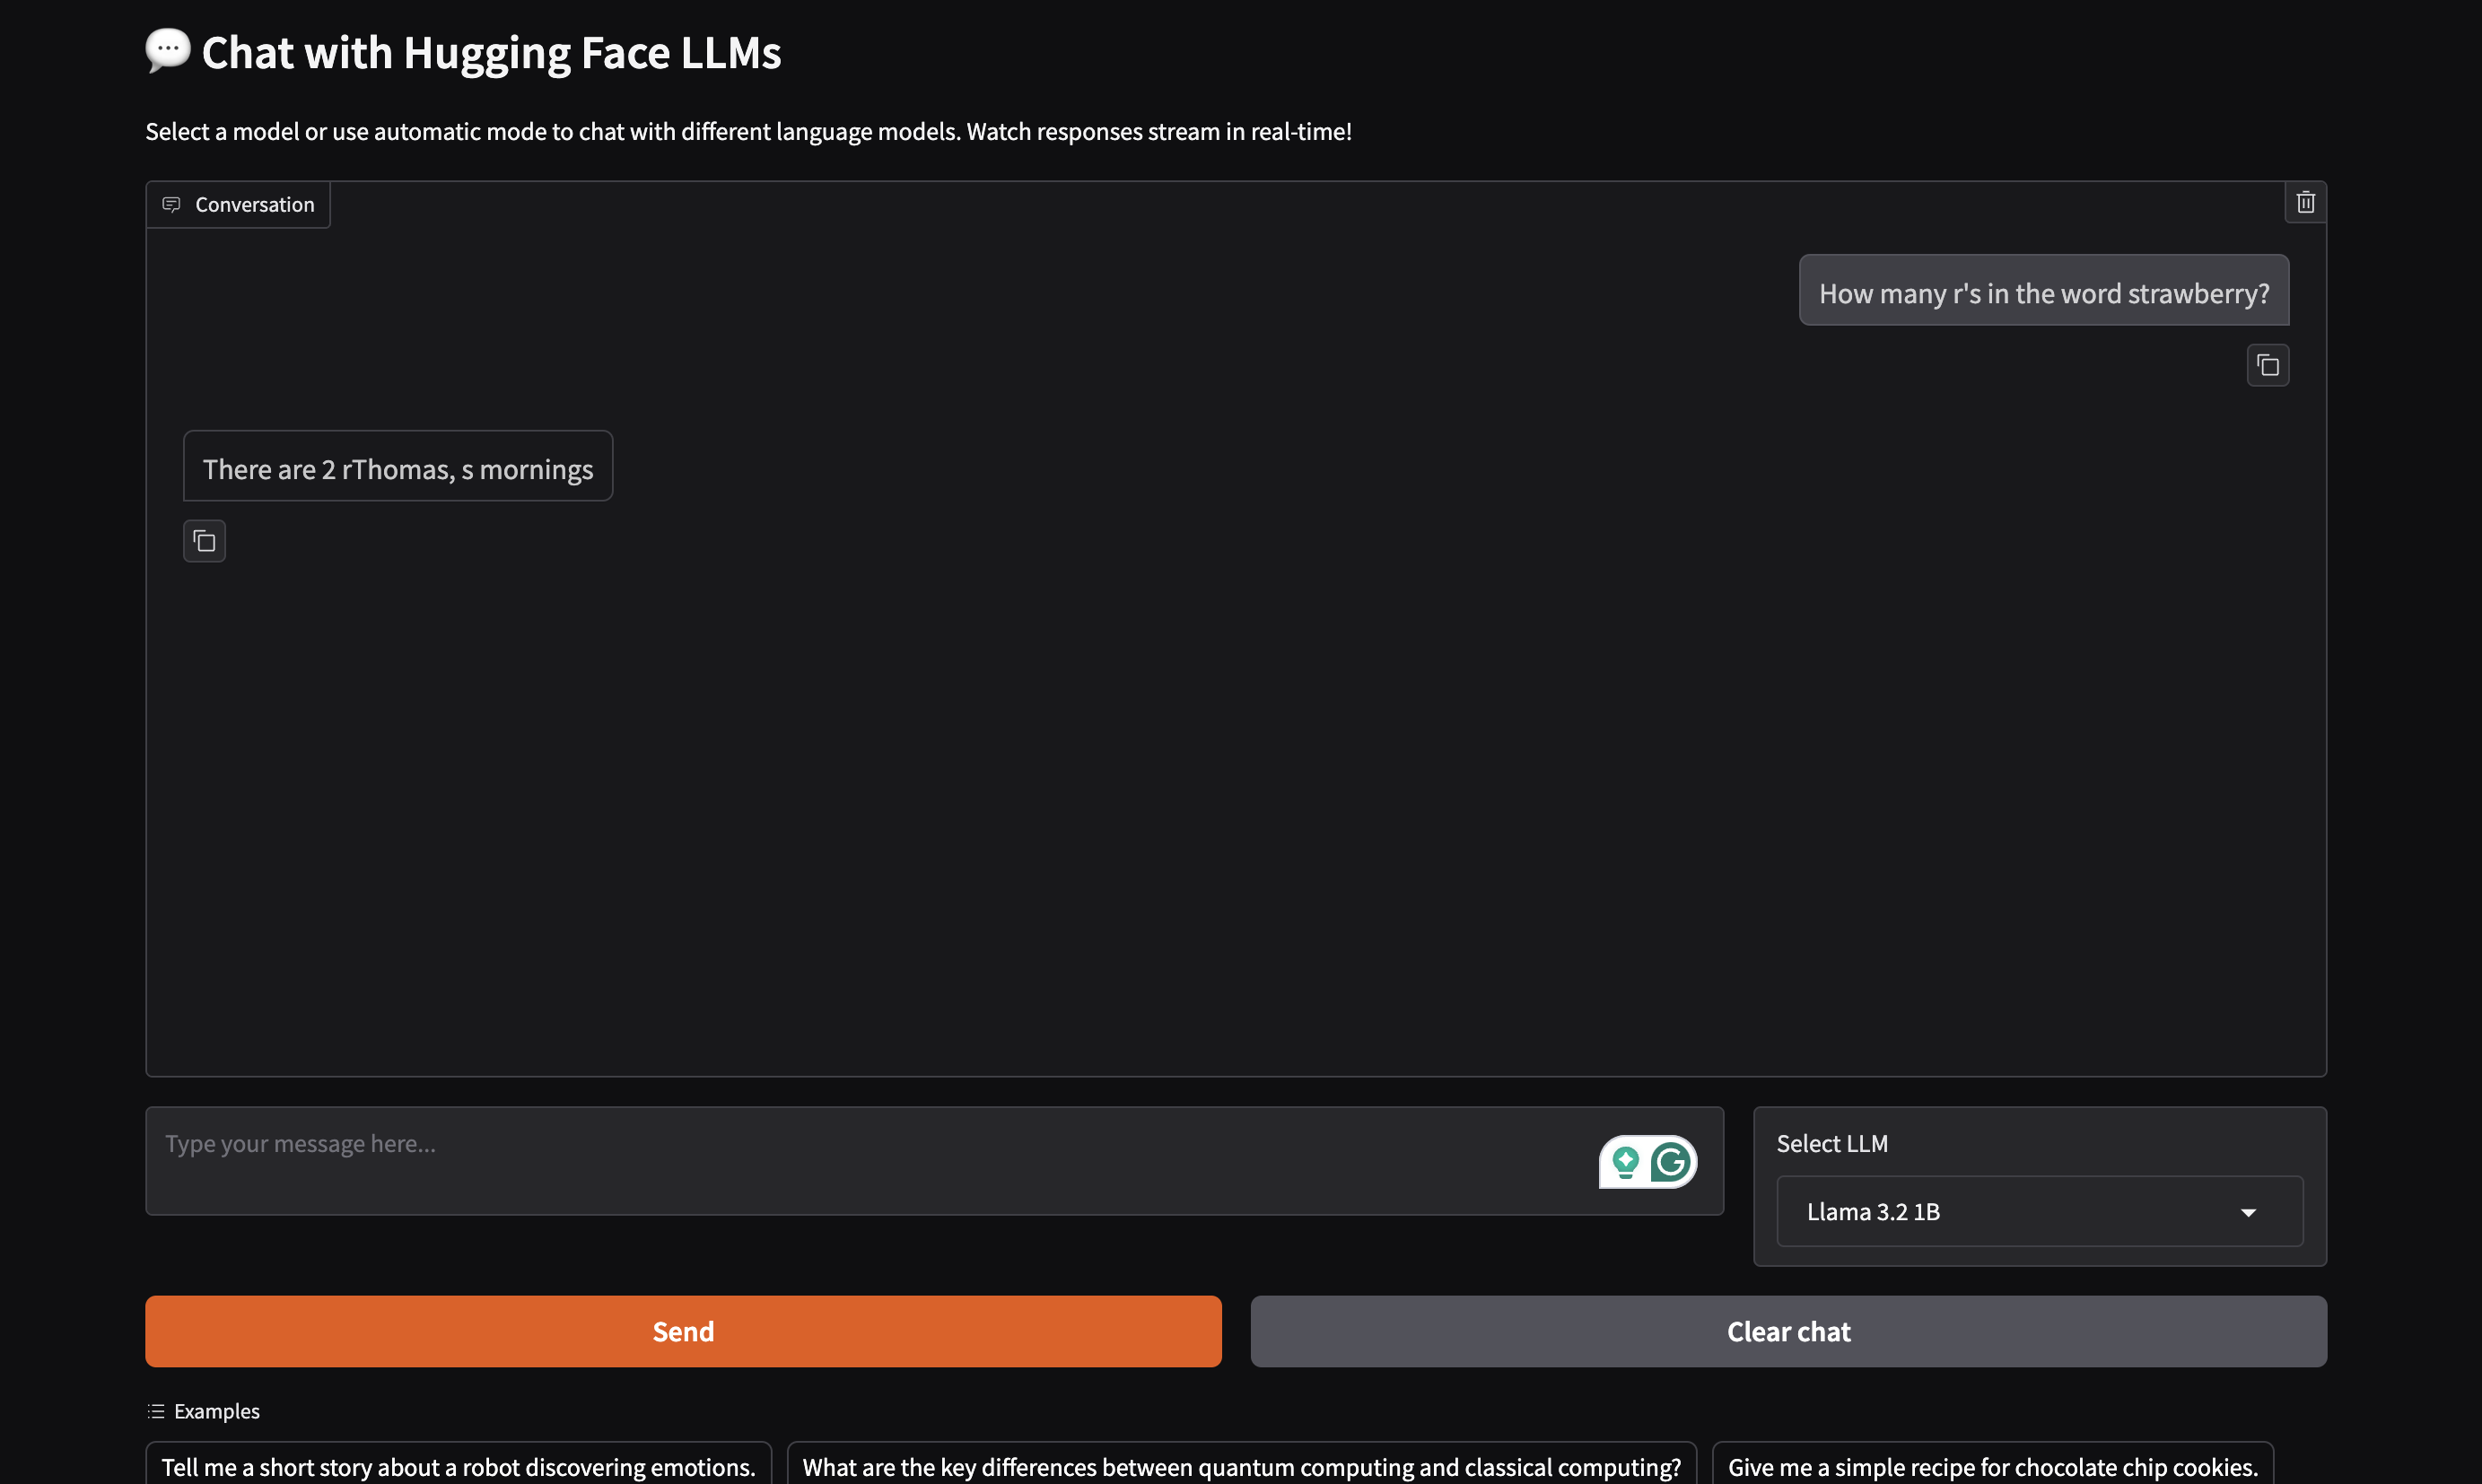 💬 Chat with Hugging Face LLMs
Select a model or use automatic mode to chat with different language models. Watch responses stream in real-time!
Conversation
How many r's in the word strawberry?
There are 2 rThomas, s mornings
Type your message here...
Select LLM
Llama 3.2 1B
Send
Clear chat
Examples
Tell me a short story about a robot discovering emotions.
What are the key differences between quantum computing and classical computing?
Give me a simple recipe for chocolate chip cookies.